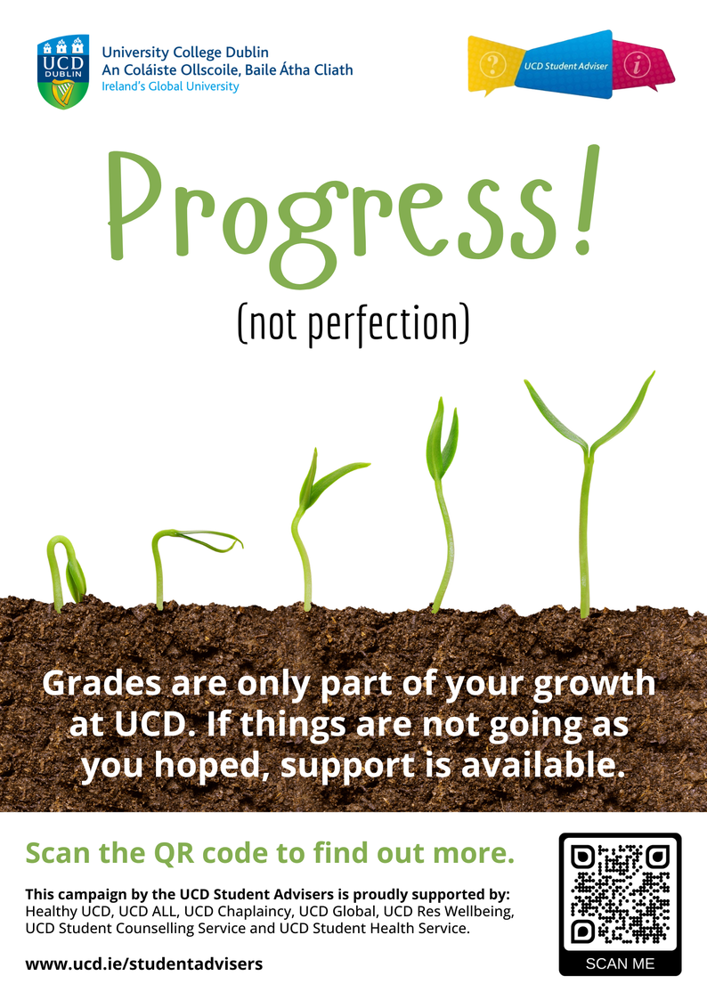 UCD
DUBLIN
University College Dublin
An Coláiste Ollscoile, Baile Átha Cliath
Ireland's Global University
?
UCD Student Adviser
i
Progress!
(not perfection)
Grades are only part of your growth
at UCD. If things are not going as
you hoped, support is available.
Scan the QR code to find out more.
This campaign by the UCD Student Advisers is proudly supported by:
Healthy UCD, UCD ALL, UCD Chaplaincy, UCD Global, UCD Res Wellbeing,
UCD Student Counselling Service and UCD Student Health Service.
www.ucd.ie/studentadvisers
SCAN ME